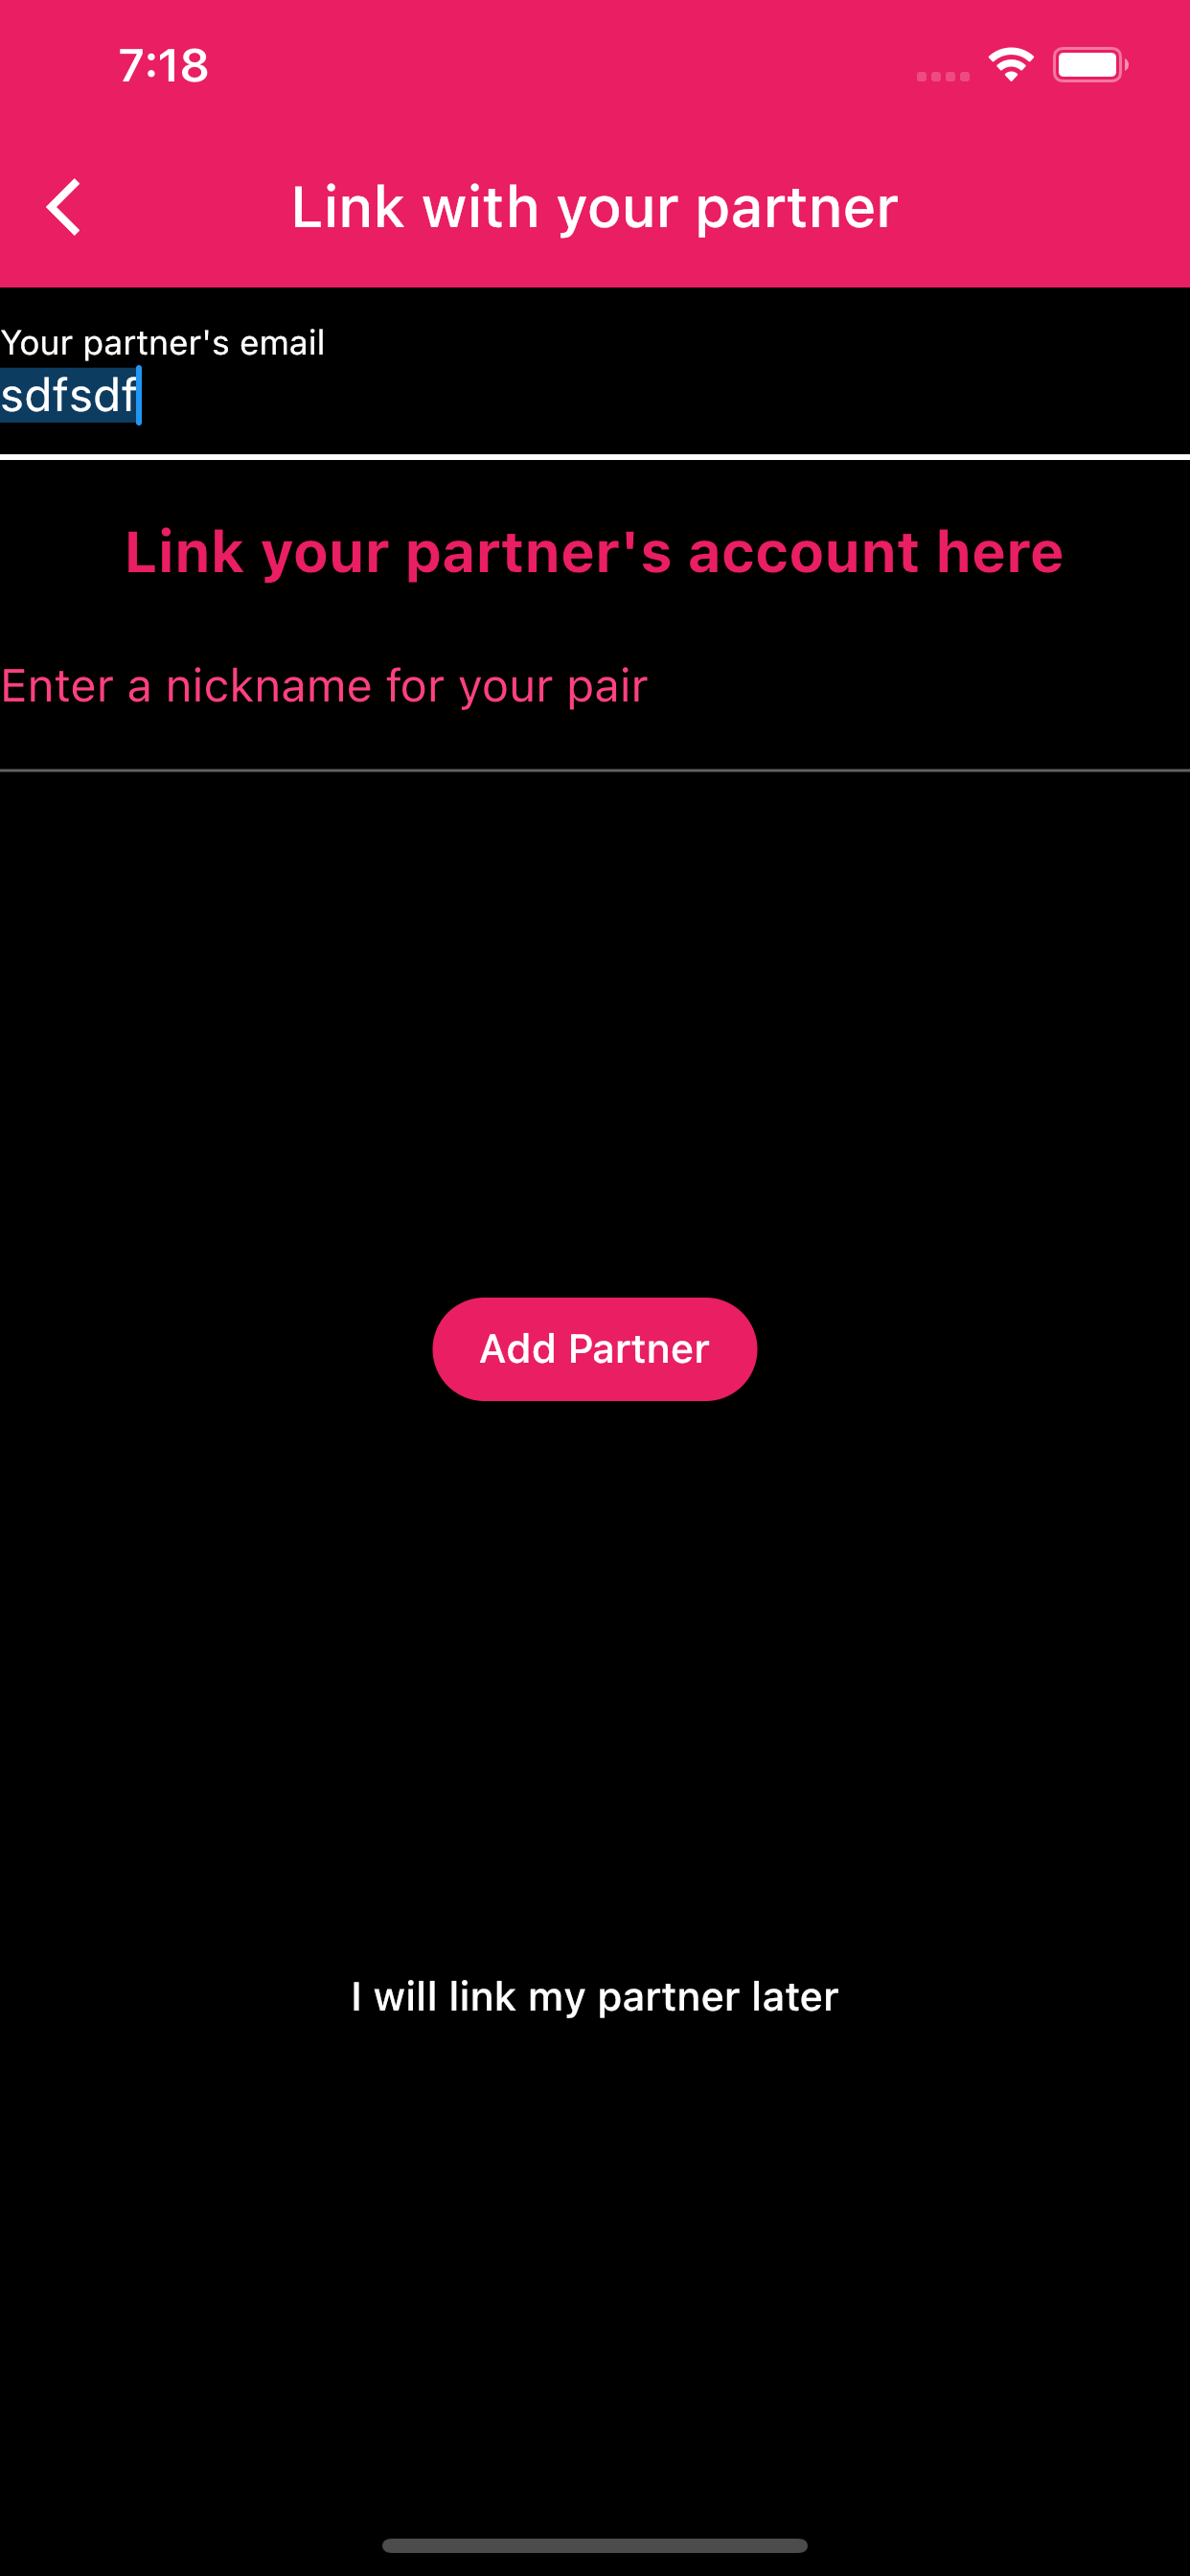 7:18
Link with your partner
Your partner's email
sdfsdf
Link your partner's account here
Enter a nickname for your pair
Add Partner
I will link my partner later